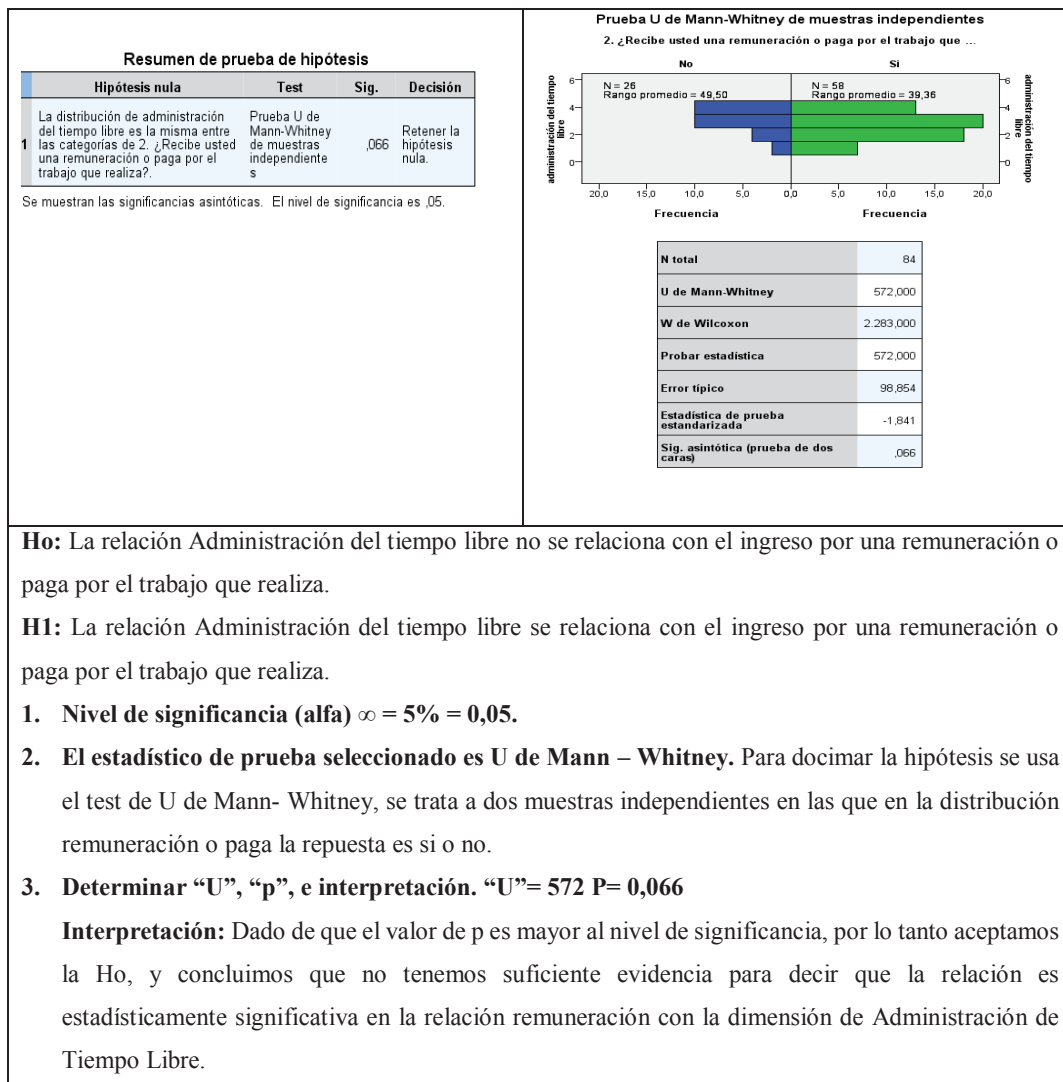 Resumen de prueba de hipótesis
Hipótesis nula Test Sig. Decisión
1 La distribución de administración del tiempo libre es la misma entre las categorías de 2. ¿Recibe usted una remuneración o paga por el trabajo que realiza?. Prueba U de Mann-Whitney de muestras independiente s ,066 Retener la hipótesis nula.
Se muestran las significancias asintóticas. El nivel de significancia es ,05.
Prueba U de Mann-Whitney de muestras independientes
2. ¿Recibe usted una remuneración o paga por el trabajo que ...
No Si
N = 26
Rango promedio = 49,50
N = 58
Rango promedio = 39,36
administración del tiempo libre
6
4
2
0
6
4
2
0
administración del tiempo libre
20,0 15,0 10,0 5,0 0,0 5,0 10,0 15,0 20,0
Frecuencia Frecuencia
N total 84
U de Mann-Whitney 572,000
W de Wilcoxon 2.283,000
Probar estadística 572,000
Error típico 98,854
Estadística de prueba estandarizada -1,841
Sig. asintótica (prueba de dos caras) ,066
Ho: La relación Administración del tiempo libre no se relaciona con el ingreso por una remuneración o
paga por el trabajo que realiza.
H1: La relación Administración del tiempo libre se relaciona con el ingreso por una remuneración o
paga por el trabajo que realiza.
1. Nivel de significancia (alfa) ∞ = 5% = 0,05.
2. El estadístico de prueba seleccionado es U de Mann – Whitney. Para docimar la hipótesis se usa
el test de U de Mann- Whitney, se trata a dos muestras independientes en las que en la distribución
remuneración o paga la repuesta es si o no.
3. Determinar “U”, “p”, e interpretación. “U”= 572 P= 0,066
Interpretación: Dado de que el valor de p es mayor al nivel de significancia, por lo tanto aceptamos
la Ho, y concluimos que no tenemos suficiente evidencia para decir que la relación es
estadísticamente significativa en la relación remuneración con la dimensión de Administración de
Tiempo Libre.